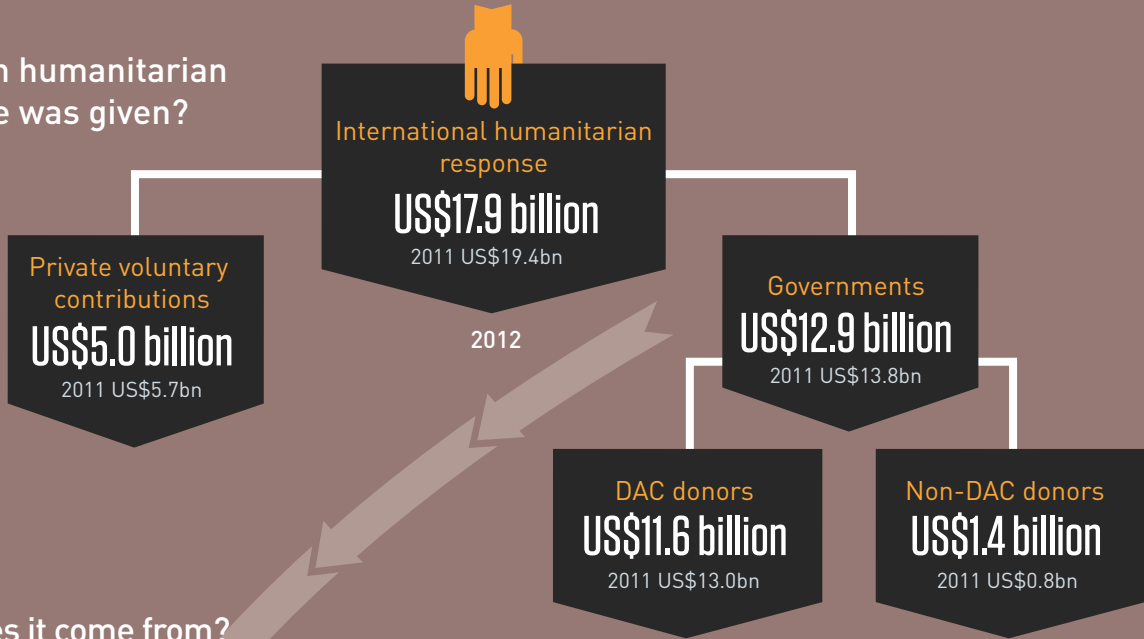 humanitarian
was given?
International humanitarian
response
US$17.9 billion
2011 US$19.4bn
2012
Private voluntary
contributions
US$5.0 billion
2011 US$5.7bn
Governments
US$12.9 billion
2011 US$13.8bn
DAC donors
US$11.6 billion
2011 US$13.0bn
Non-DAC donors
US$1.4 billion
2011 US$0.8bn
it come from?